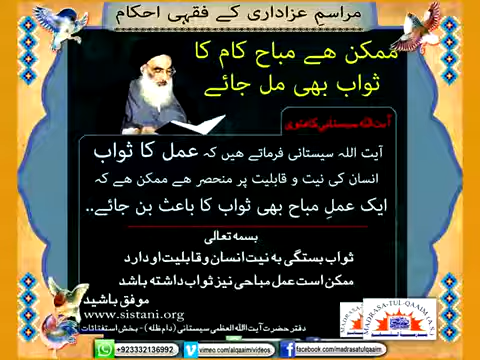 مراسمِ عزاداری کے فقہی احکام
ممکن ھے مباح کام کا
ثواب بھی مل جائے
آیت اللہ سیستانی کا فتوی
آیت اللہ سیستانی فرماتے ھیں کہ عمل کا ثواب
انسان کی نیت و قابلیت پر منحصر ھے ممکن ھے کہ
ایک عملِ مباح بھی ثواب کا باعث بن جائے..
بسمه تعالی
ثواب بستگی به نیت انسان و قابلیت او دارد
ممکن است عمل مباحی نیز ثواب داشته باشد
موفق باشید
www.sistani.org
دفتر حضرت آیت الله العظمی سیستانی (دام ظله) - بخش استفتائات
MADRASA-TUL-QAAIM (A.S)
+923332136992
vimeo.com/alqaaimvideos
facebook.com/madrasatulqaaim